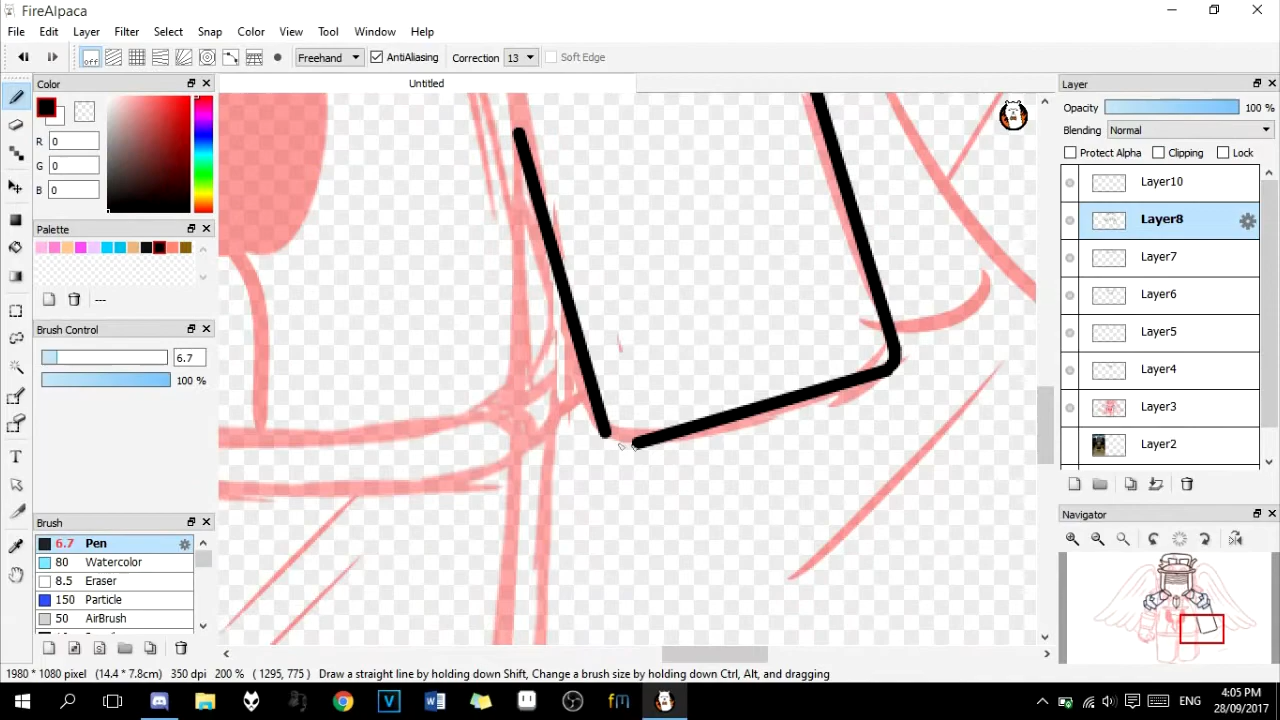 FireAlpaca
File Edit Layer Filter Select Snap Color View Tool Window Help
off Freehand AntiAliasing Correction 13 Soft Edge
Color
Untitled
Layer
R 0
G 0
B 0
Opacity 100 %
Blending Normal
Protect Alpha Clipping Lock
Layer10
Layer8
Layer7
Layer6
Layer5
Layer4
Layer3
Layer2
Palette
---
Brush Control
6.7
100 %
Brush
6.7 Pen
80 Watercolor
8.5 Eraser
150 Particle
50 AirBrush
Navigator
1980 * 1080 pixel (14.4 * 7.8cm) 350 dpi 200 % ( 1295, 775 ) Draw a straight line by holding down Shift, Change a brush size by holding down Ctrl, Alt, and dragging
ENG
4:05 PM
28/09/2017